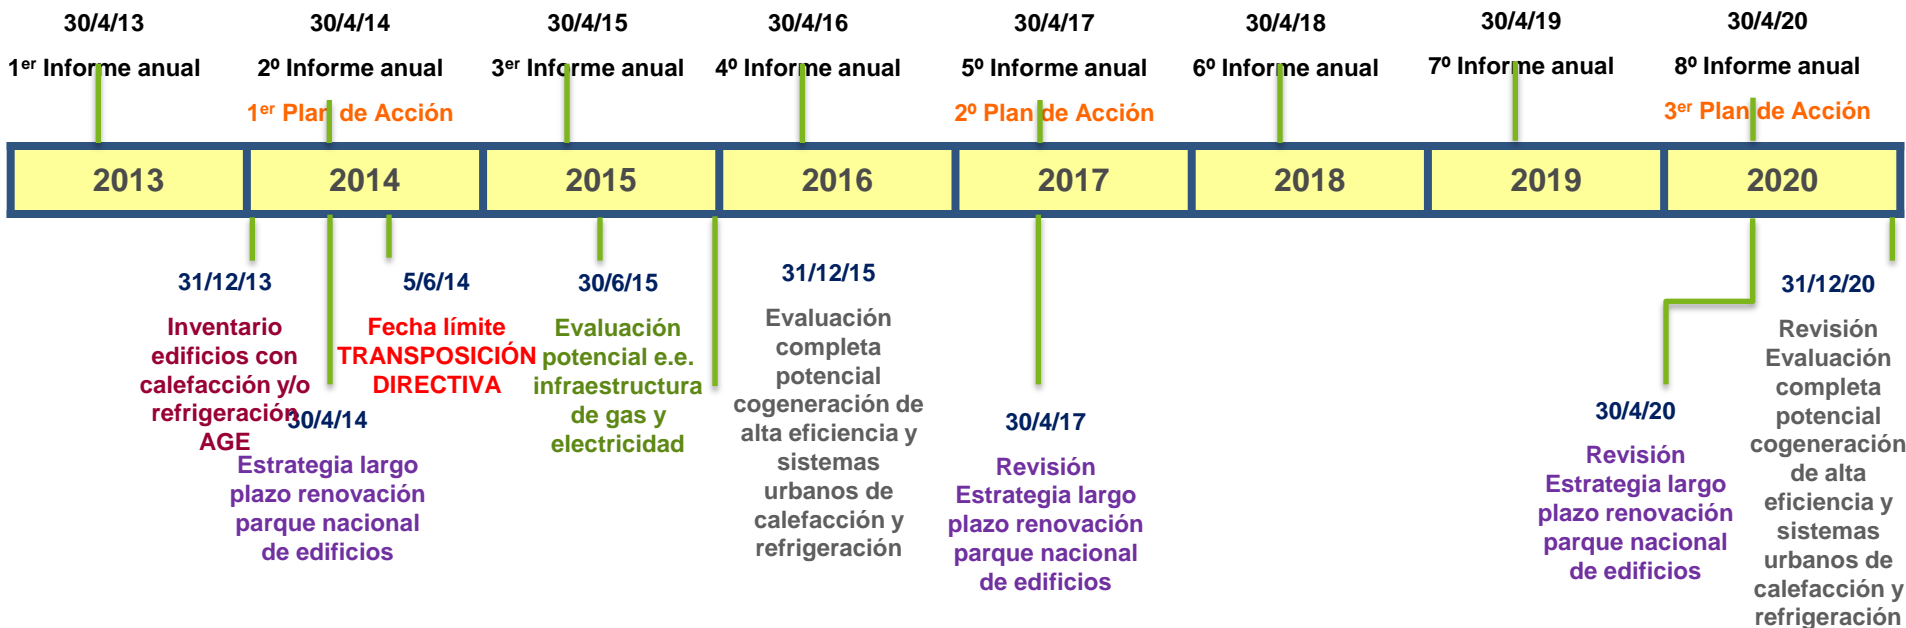 30/4/13
1er Informe anual
30/4/14
2º Informe anual
1er Plan de Acción
30/4/15
3er Informe anual
30/4/16
4º Informe anual
30/4/17
5º Informe anual
2º Plan de Acción
30/4/18
6º Informe anual
30/4/19
7º Informe anual
30/4/20
8º Informe anual
3er Plan de Acción
2013
2014
2015
2016
2017
2018
2019
2020
31/12/13
Inventario
edificios con
calefacción y/o
refrigeración
AGE
30/4/14
Estrategia largo
plazo renovación
parque nacional
de edificios
5/6/14
Fecha límite
TRANSPOSICIÓN
DIRECTIVA
30/6/15
Evaluación
potencial e.e.
infraestructura
de gas y
electricidad
31/12/15
Evaluación
completa
potencial
cogeneración de
alta eficiencia y
sistemas
urbanos de
calefacción y
refrigeración
30/4/17
Revisión
Estrategia largo
plazo renovación
parque nacional
de edificios
30/4/20
Revisión
Estrategia largo
plazo renovación
parque nacional
de edificios
31/12/20
Revisión
Evaluación
completa
potencial
cogeneración
de alta
eficiencia y
sistemas
urbanos de
calefacción y
refrigeración